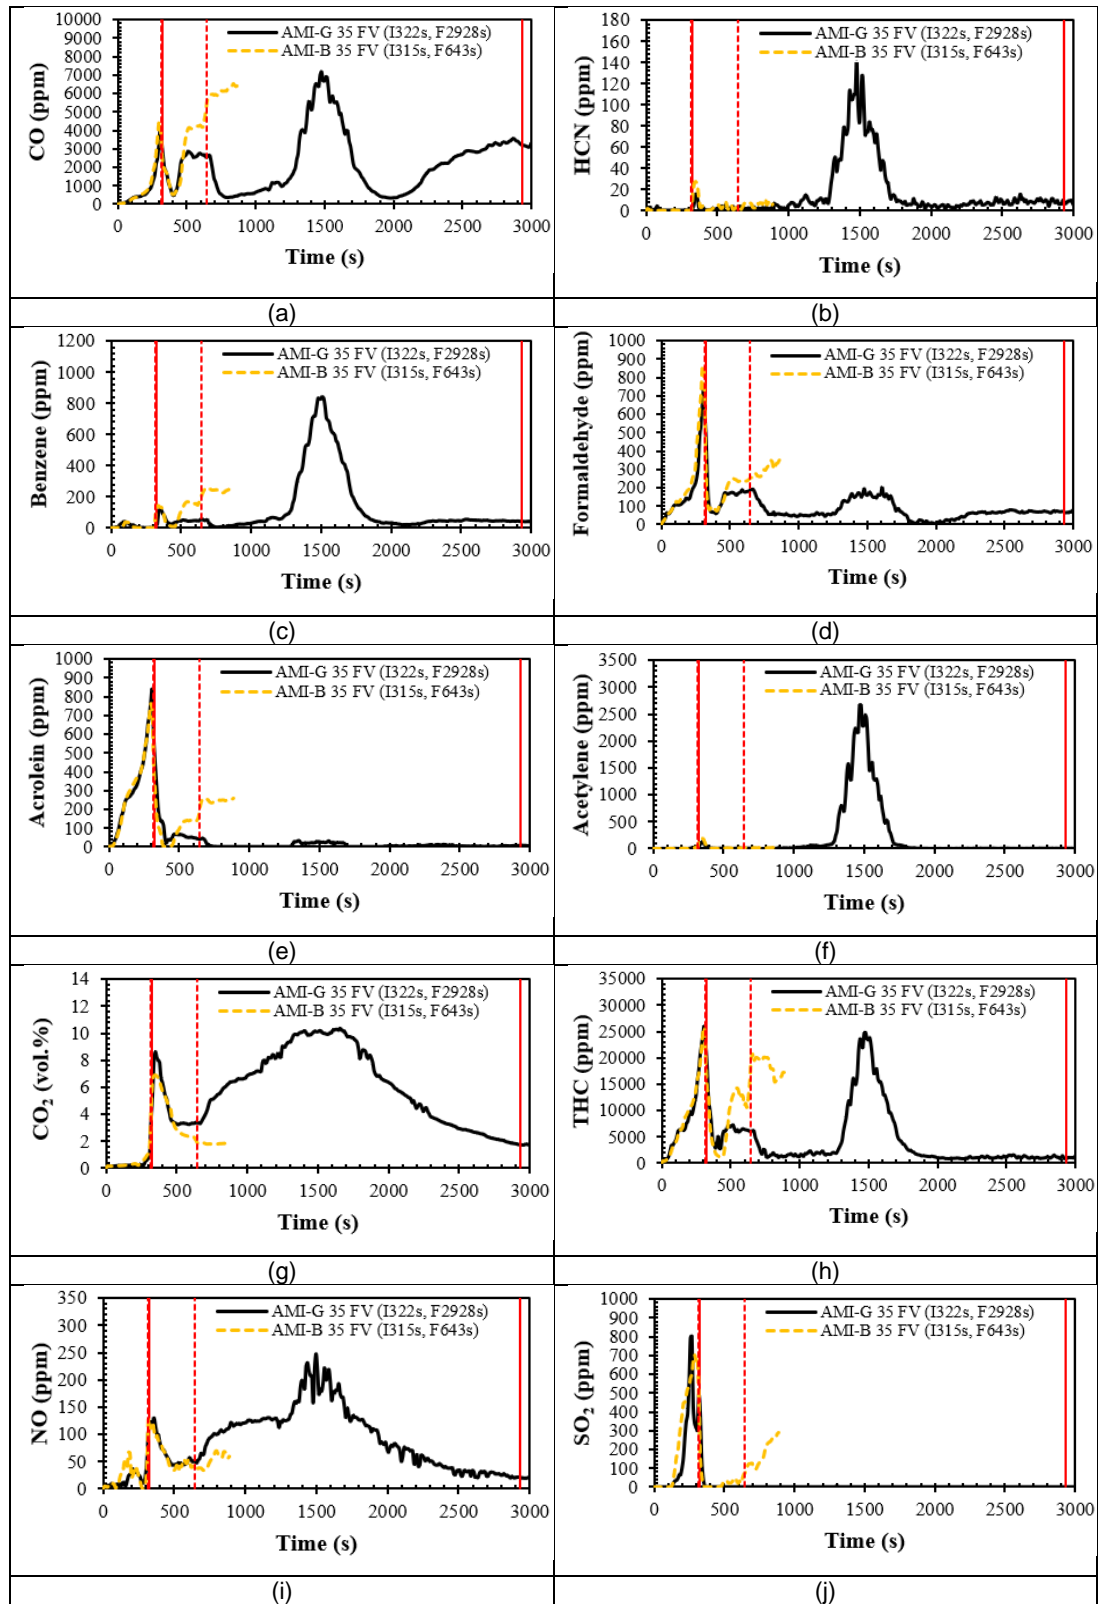 10000
9000
8000
7000
6000
5000
4000
3000
2000
1000
0
CO (ppm)
AMI-G 35 FV (I322s, F2928s)
AMI-B 35 FV (I315s, F643s)
0 500 1000 1500 2000 2500 3000
Time (s)
(a)
180
160
140
120
100
80
60
40
20
0
HCN (ppm)
AMI-G 35 FV (I322s, F2928s)
AMI-B 35 FV (I315s, F643s)
0 500 1000 1500 2000 2500 3000
Time (s)
(b)
1200
1000
800
600
400
200
0
Benzene (ppm)
AMI-G 35 FV (I322s, F2928s)
AMI-B 35 FV (I315s, F643s)
0 500 1000 1500 2000 2500 3000
Time (s)
(c)
1000
900
800
700
600
500
400
300
200
100
0
Formaldehyde (ppm)
AMI-G 35 FV (I322s, F2928s)
AMI-B 35 FV (I315s, F643s)
0 500 1000 1500 2000 2500 3000
Time (s)
(d)
1000
900
800
700
600
500
400
300
200
100
0
Acrolein (ppm)
AMI-G 35 FV (I322s, F2928s)
AMI-B 35 FV (I315s, F643s)
0 500 1000 1500 2000 2500 3000
Time (s)
(e)
3500
3000
2500
2000
1500
1000
500
0
Acetylene (ppm)
AMI-G 35 FV (I322s, F2928s)
AMI-B 35 FV (I315s, F643s)
0 500 1000 1500 2000 2500 3000
Time (s)
(f)
14
12
10
8
6
4
2
0
CO₂ (vol.%)
AMI-G 35 FV (I322s, F2928s)
AMI-B 35 FV (I315s, F643s)
0 500 1000 1500 2000 2500 3000
Time (s)
(g)
35000
30000
25000
20000
15000
10000
5000
0
THC (ppm)
AMI-G 35 FV (I322s, F2928s)
AMI-B 35 FV (I315s, F643s)
0 500 1000 1500 2000 2500 3000
Time (s)
(h)
350
300
250
200
150
100
50
0
NO (ppm)
AMI-G 35 FV (I322s, F2928s)
AMI-B 35 FV (I315s, F643s)
0 500 1000 1500 2000 2500 3000
Time (s)
(i)
1000
900
800
700
600
500
400
300
200
100
0
SO₂ (ppm)
AMI-G 35 FV (I322s, F2928s)
AMI-B 35 FV (I315s, F643s)
0 500 1000 1500 2000 2500 3000
Time (s)
(j)